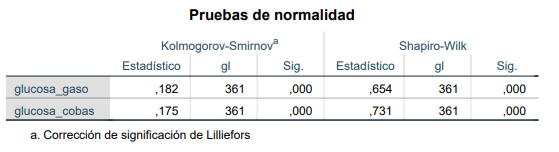 Pruebas de normalidad
Kolmogorov-Smirnovª Shapiro-Wilk
Estadístico gl Sig. Estadístico gl Sig.
glucosa_gaso ,182 361 ,000 ,654 361 ,000
glucosa_cobas ,175 361 ,000 ,731 361 ,000
a. Corrección de significación de Lilliefors